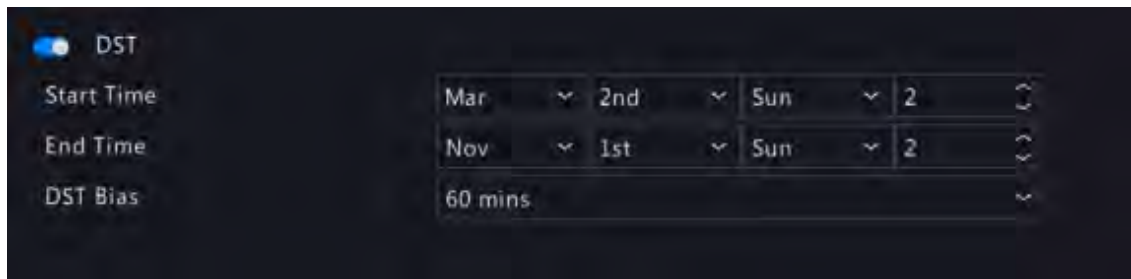 DST
Start Time Mar 2nd Sun 2
End Time Nov 1st Sun 2
DST Bias 60 mins